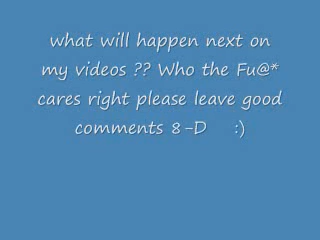 what will happen next on
my videos ?? Who the Fu@*
cares right please leave good
comments 8-D :)